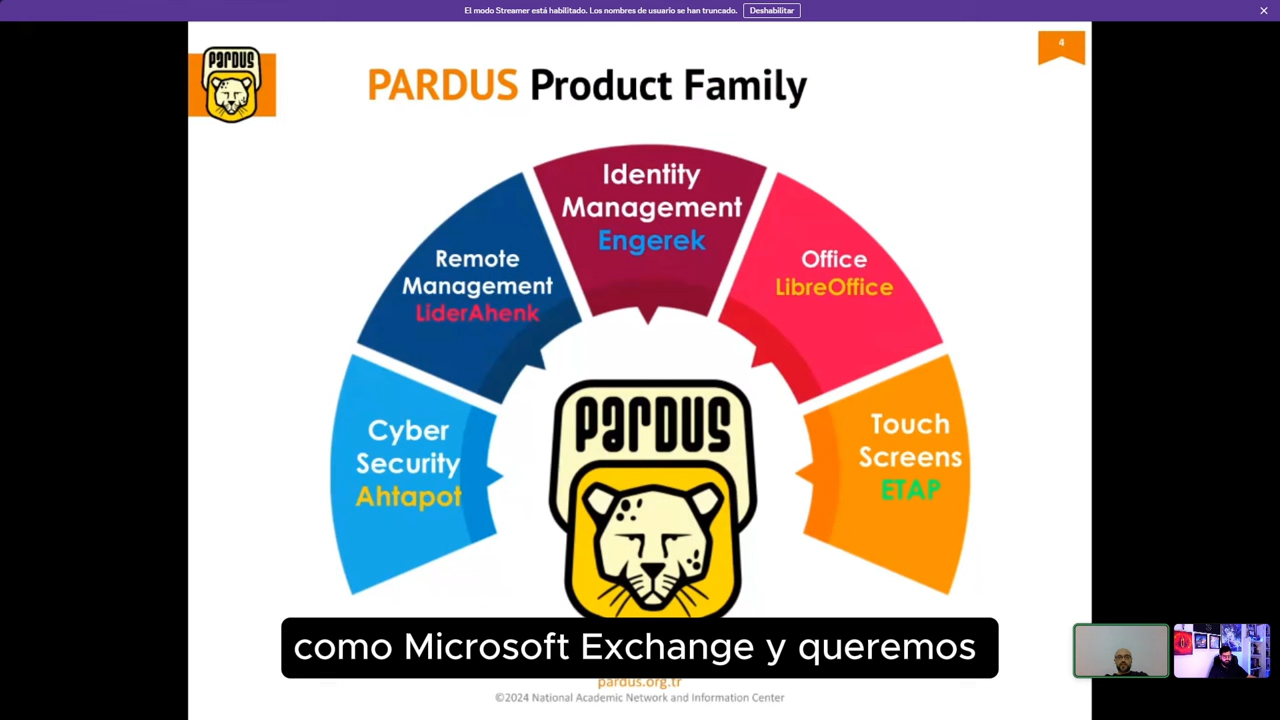 El modo Streamer está habilitado. Los nombres de usuario se han truncado. Deshabilitar
4
PARDUS
PARDUS Product Family
Identity
Management
Engerek
Remote
Management
LiderAhenk
Office
LibreOffice
Cyber
Security
Ahtapot
Touch
Screens
ETAP
PARDUS
como Microsoft Exchange y queremos
pardus.org.tr
©2024 National Academic Network and Information Center